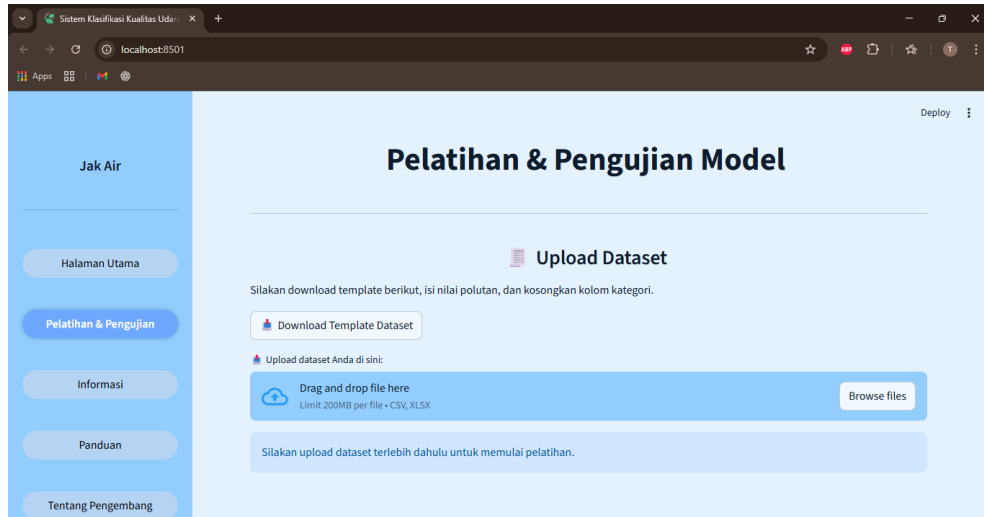 Sistem Klasifikasi Kualitas Udar
localhost:8501
ABP
T
Apps
Deploy
Jak Air
Halaman Utama
Pelatihan & Pengujian
Informasi
Panduan
Tentang Pengembang
Pelatihan & Pengujian Model
Upload Dataset
Silakan download template berikut, isi nilai polutan, dan kosongkan kolom kategori.
Download Template Dataset
Upload dataset Anda di sini:
Drag and drop file here
Limit 200MB per file • CSV, XLSX
Browse files
Silakan upload dataset terlebih dahulu untuk memulai pelatihan.